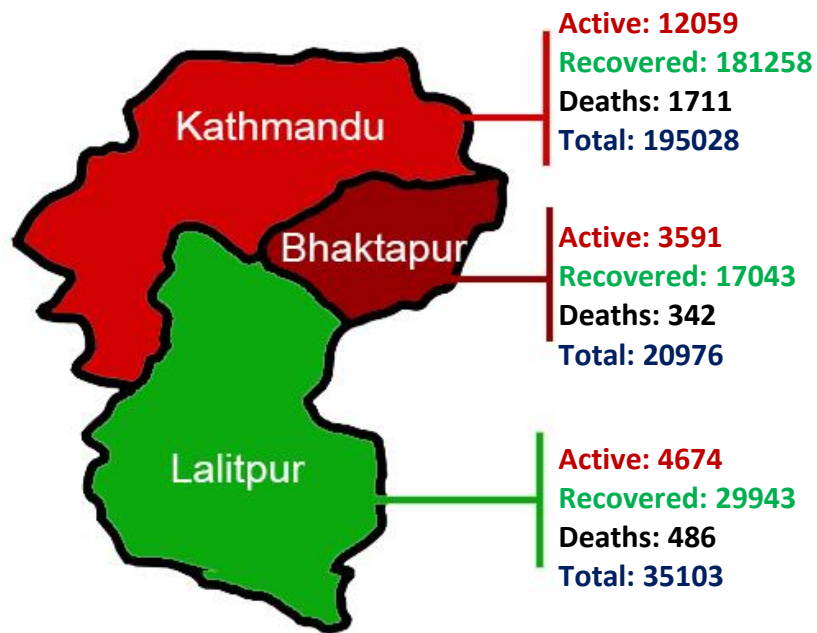 Kathmandu
Active: 12059
Recovered: 181258
Deaths: 1711
Total: 195028
Bhaktapur
Active: 3591
Recovered: 17043
Deaths: 342
Total: 20976
Lalitpur
Active: 4674
Recovered: 29943
Deaths: 486
Total: 35103